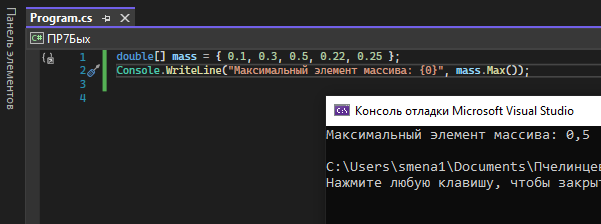 Панель элементов
Program.cs
C# ПР7Бых
1 double[] mass = { 0.1, 0.3, 0.5, 0.22, 0.25 };
2 Console.WriteLine("Максимальный элемент массива: {0}", mass.Max());
3
4
C:\ Консоль отладки Microsoft Visual Studio
Максимальный элемент массива: 0,5
C:\Users\smena1\Documents\Пчелинцев
Нажмите любую клавишу, чтобы закрыт